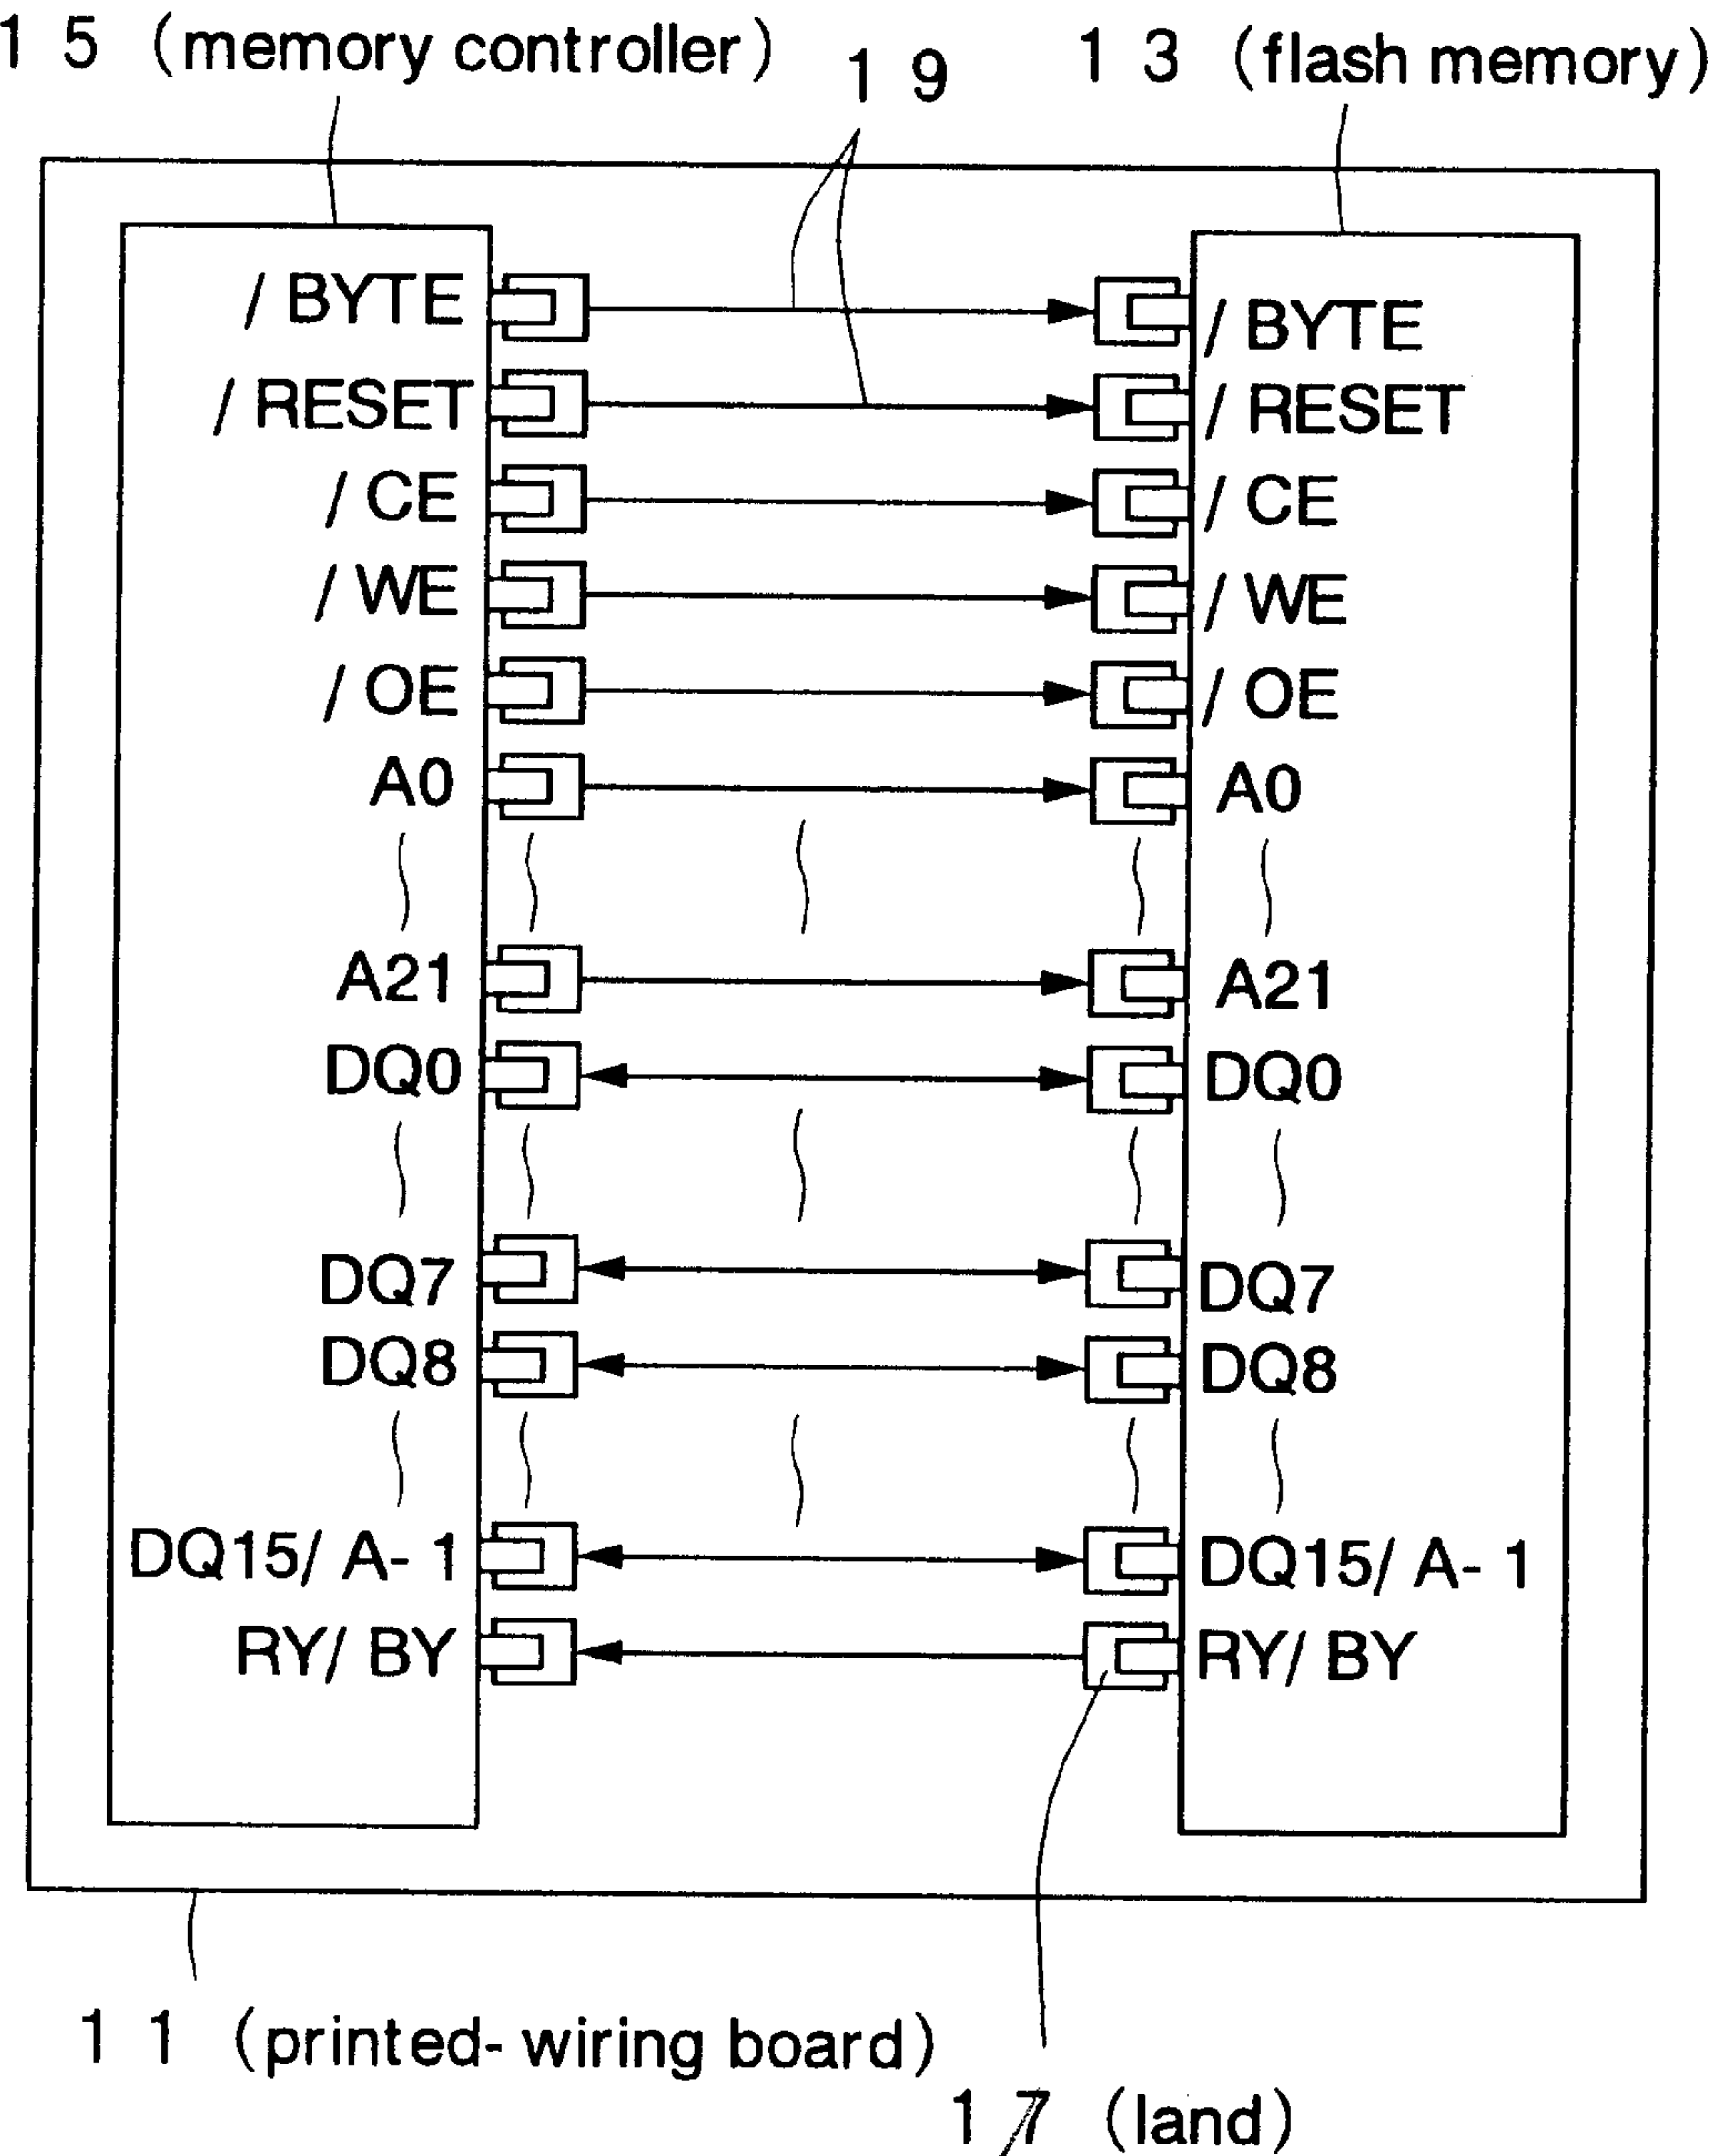 1 5 (memory controller) 1 9 1 3 (flash memory)
/ BYTE / BYTE
/ RESET / RESET
/ CE / CE
/ WE / WE
/ OE / OE
A0 A0
A21 A21
DQ0 DQ0
DQ7 DQ7
DQ8 DQ8
DQ15/ A- 1 DQ15/ A- 1
RY/ BY RY/ BY
1 1 (printed- wiring board)
1 7 (land)